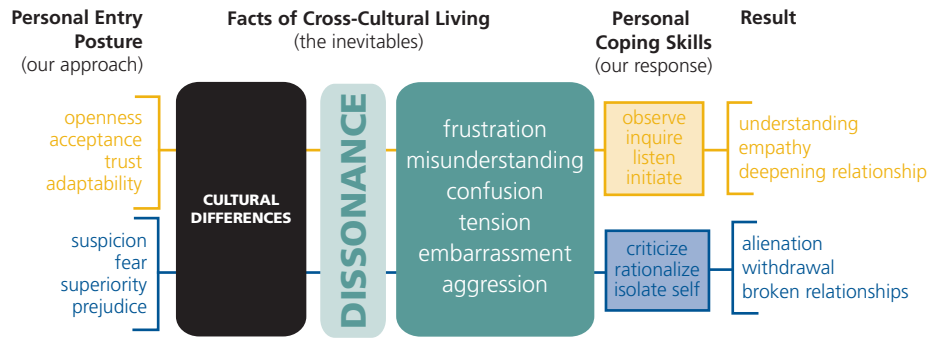 Personal Entry
Posture
(our approach)
Facts of Cross-Cultural Living
(the inevitables)
Personal
Coping Skills
(our response)
Result
openness
acceptance
trust
adaptability
suspicion
fear
superiority
prejudice
CULTURAL
DIFFERENCES
DISSONANCE
frustration
misunderstanding
confusion
tension
embarrassment
aggression
observe
inquire
listen
initiate
criticize
rationalize
isolate self
understanding
empathy
deepening relationship
alienation
withdrawal
broken relationships